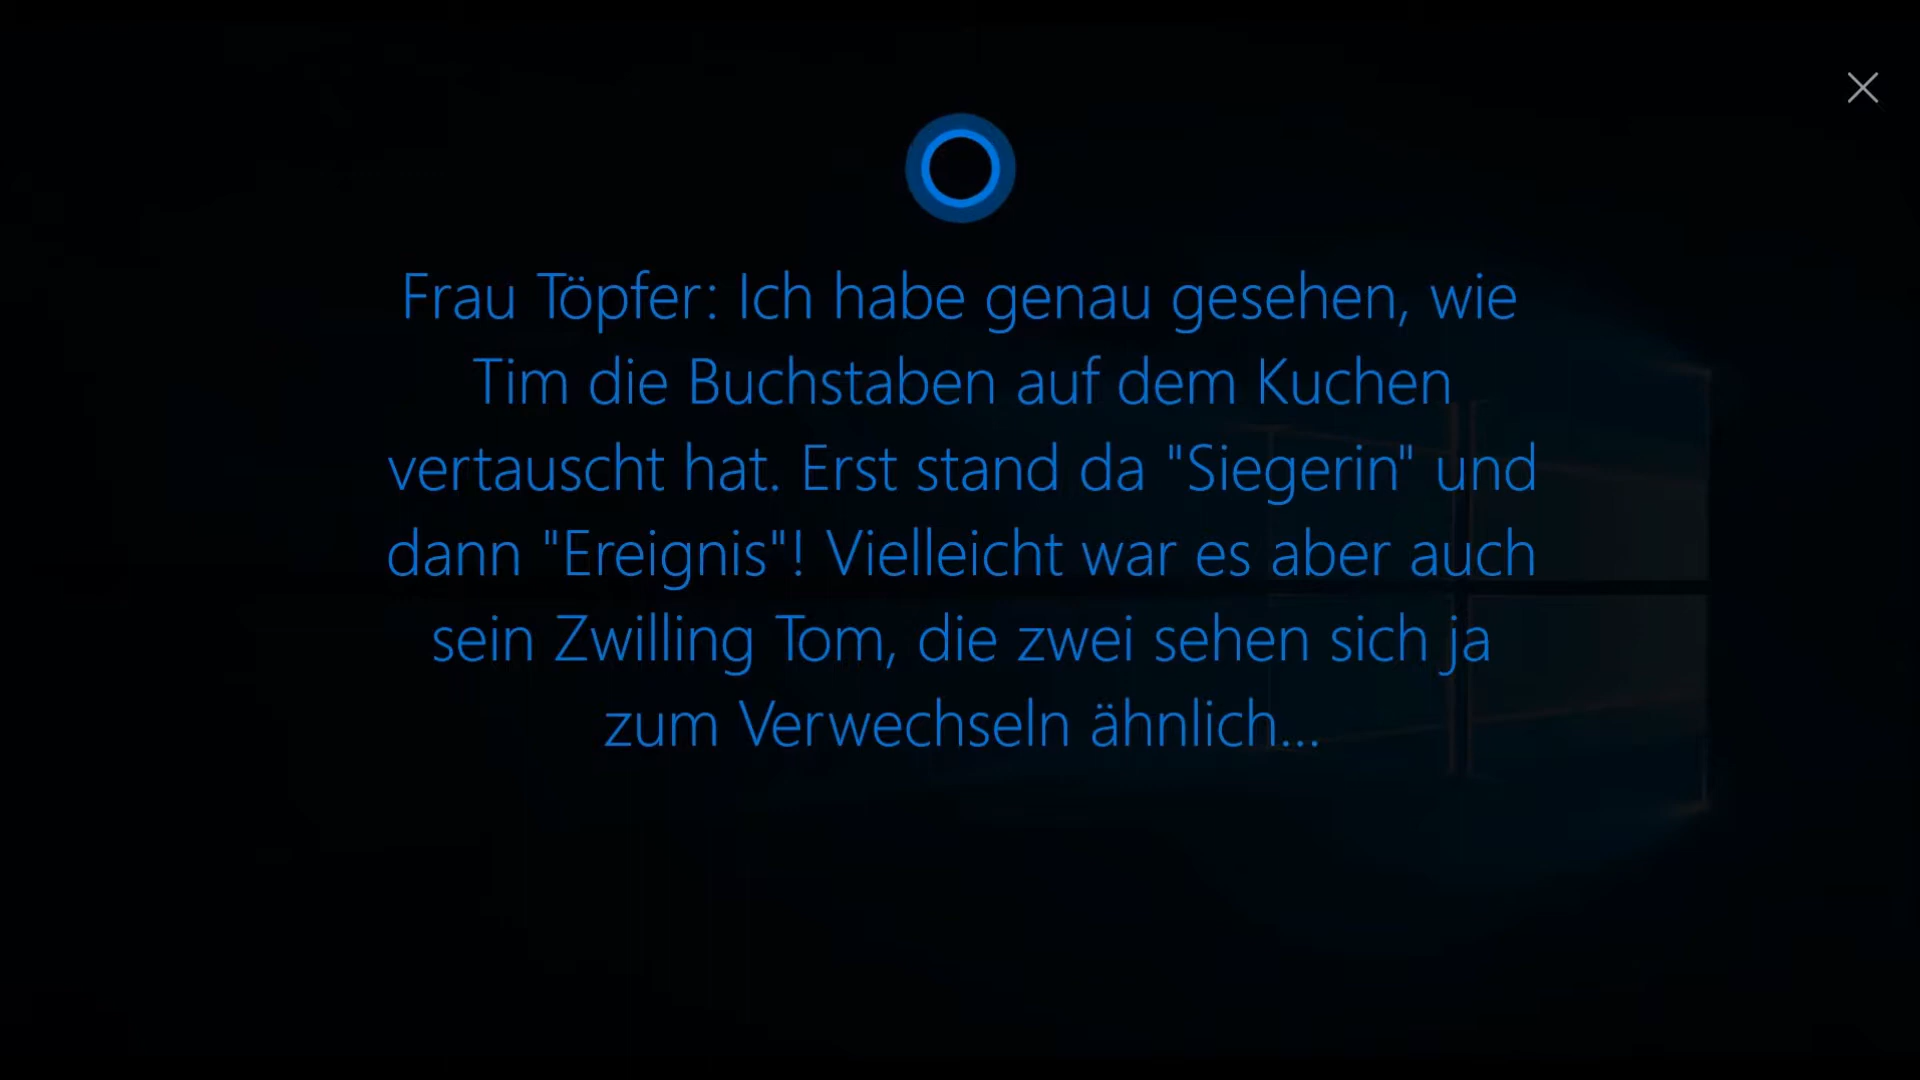 Frau Töpfer: Ich habe genau gesehen, wie
Tim die Buchstaben auf dem Kuchen
vertauscht hat. Erst stand da "Siegerin" und
dann "Ereignis"! Vielleicht war es aber auch
sein Zwilling Tom, die zwei sehen sich ja
zum Verwechseln ähnlich...